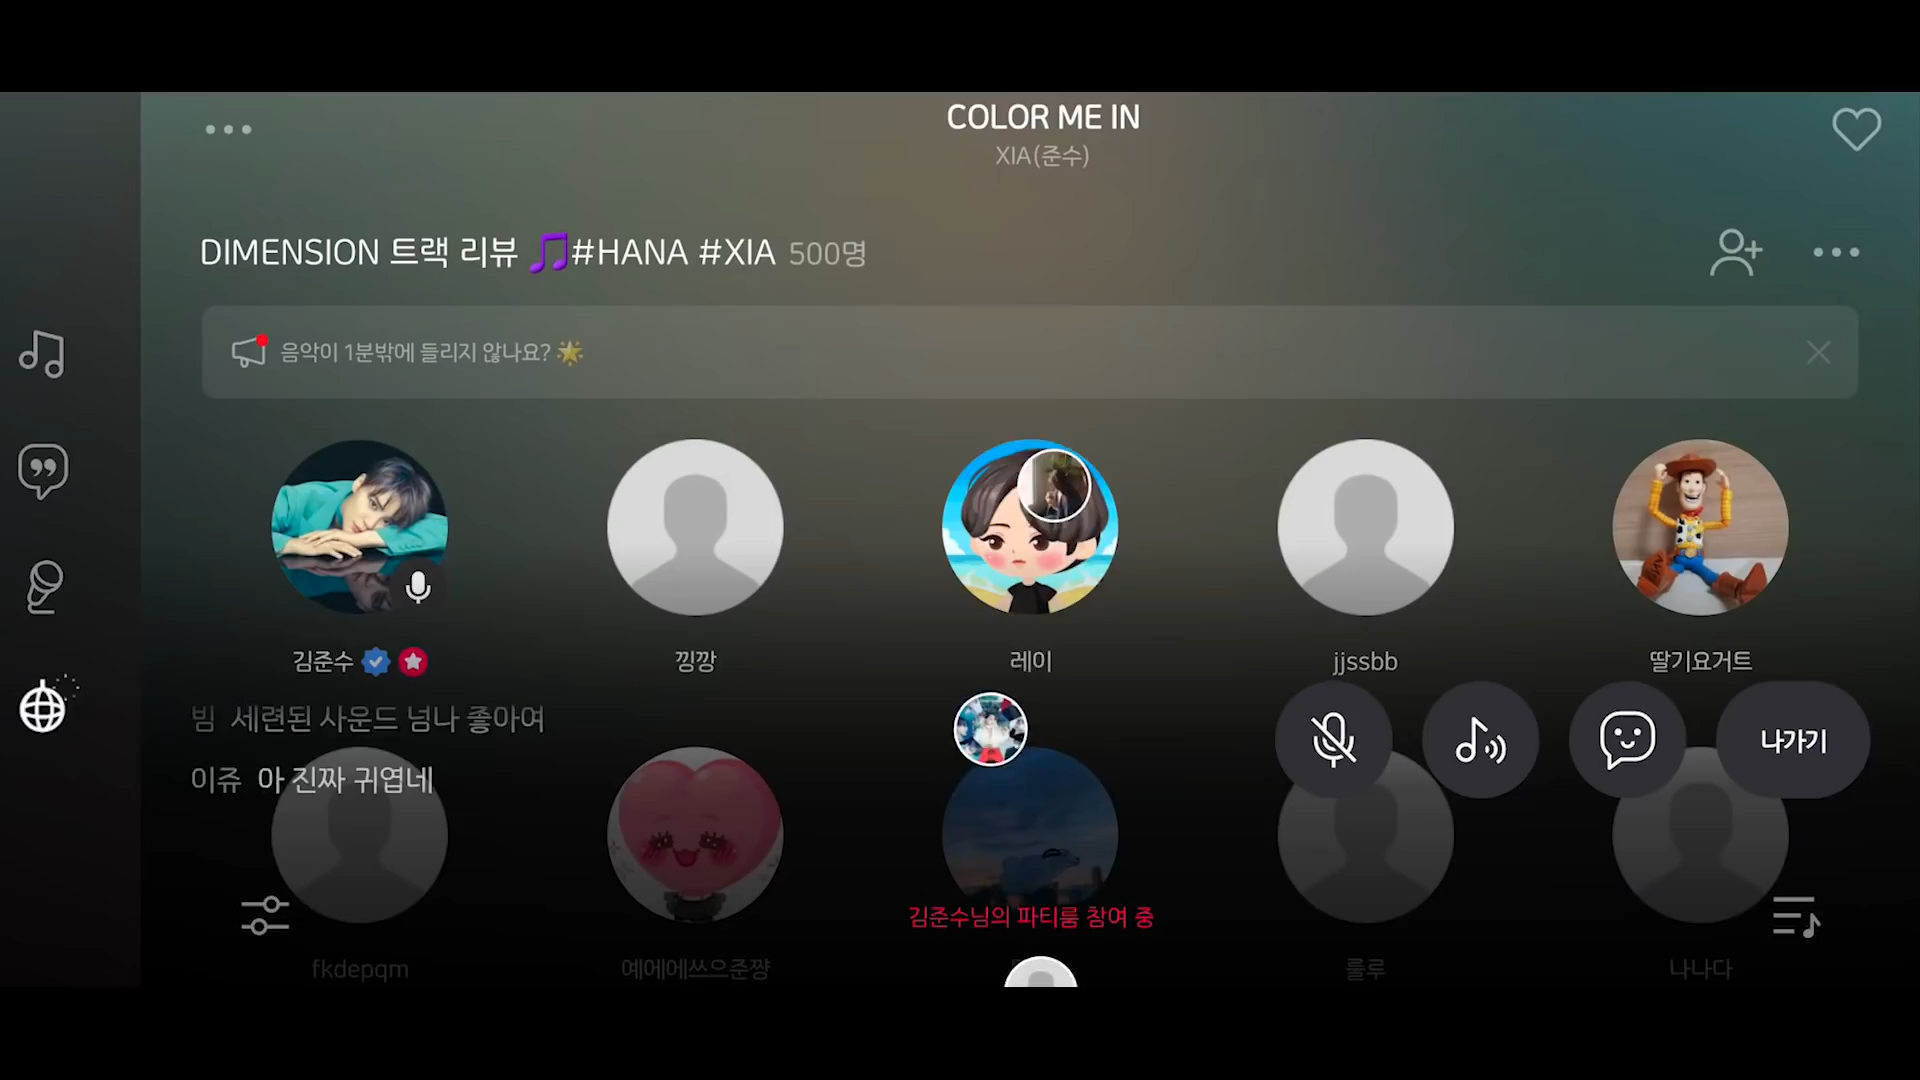 COLOR ME IN
XIA(준수)
DIMENSION 트랙 리뷰 🎵#HANA #XIA 500명
음악이 1분밖에 들리지 않나요? 🌟
김준수
낑깡
레이
jjssbb
딸기요거트
빔 세련된 사운드 넘나 좋아여
이쥬 아 진짜 귀엽네
나가기
김준수님의 파티룸 참여 중
fkdepqm
예에에쓰으준쨩
룰루
나나다